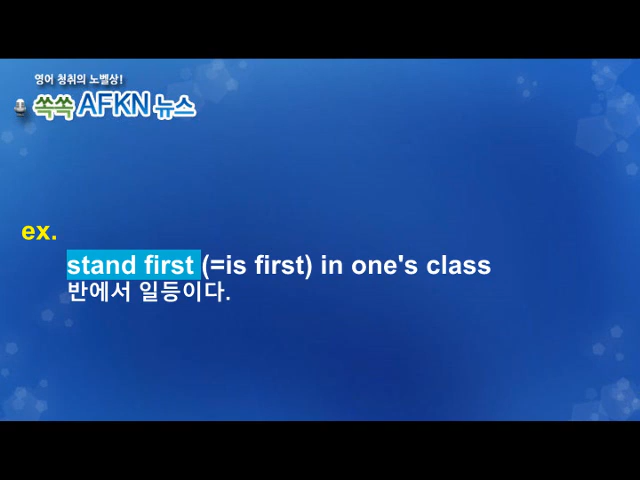 영어 청취의 노벨상!
쏙쏙 AFKN 뉴스
ex.
stand first (=is first) in one's class
반에서 일등이다.